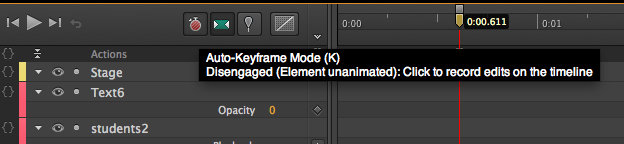 0:00
0:00.611
0:01
Actions
Auto-Keyframe Mode (K)
Disengaged (Element unanimated): Click to record edits on the timeline
{} Stage
{} Text6
Opacity 0
{} students2